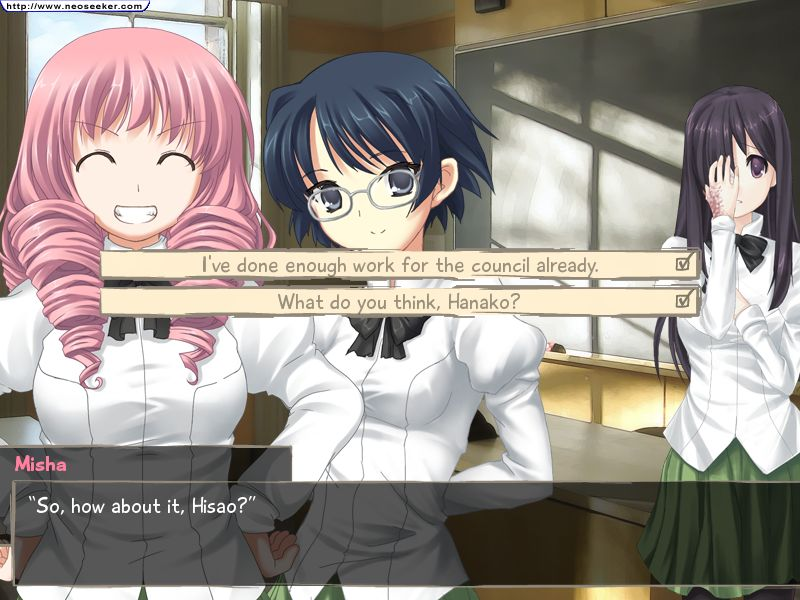 http://www.neoseeker.com/
I've done enough work for the council already.
What do you think, Hanako?
Misha
“So, how about it, Hisao?”